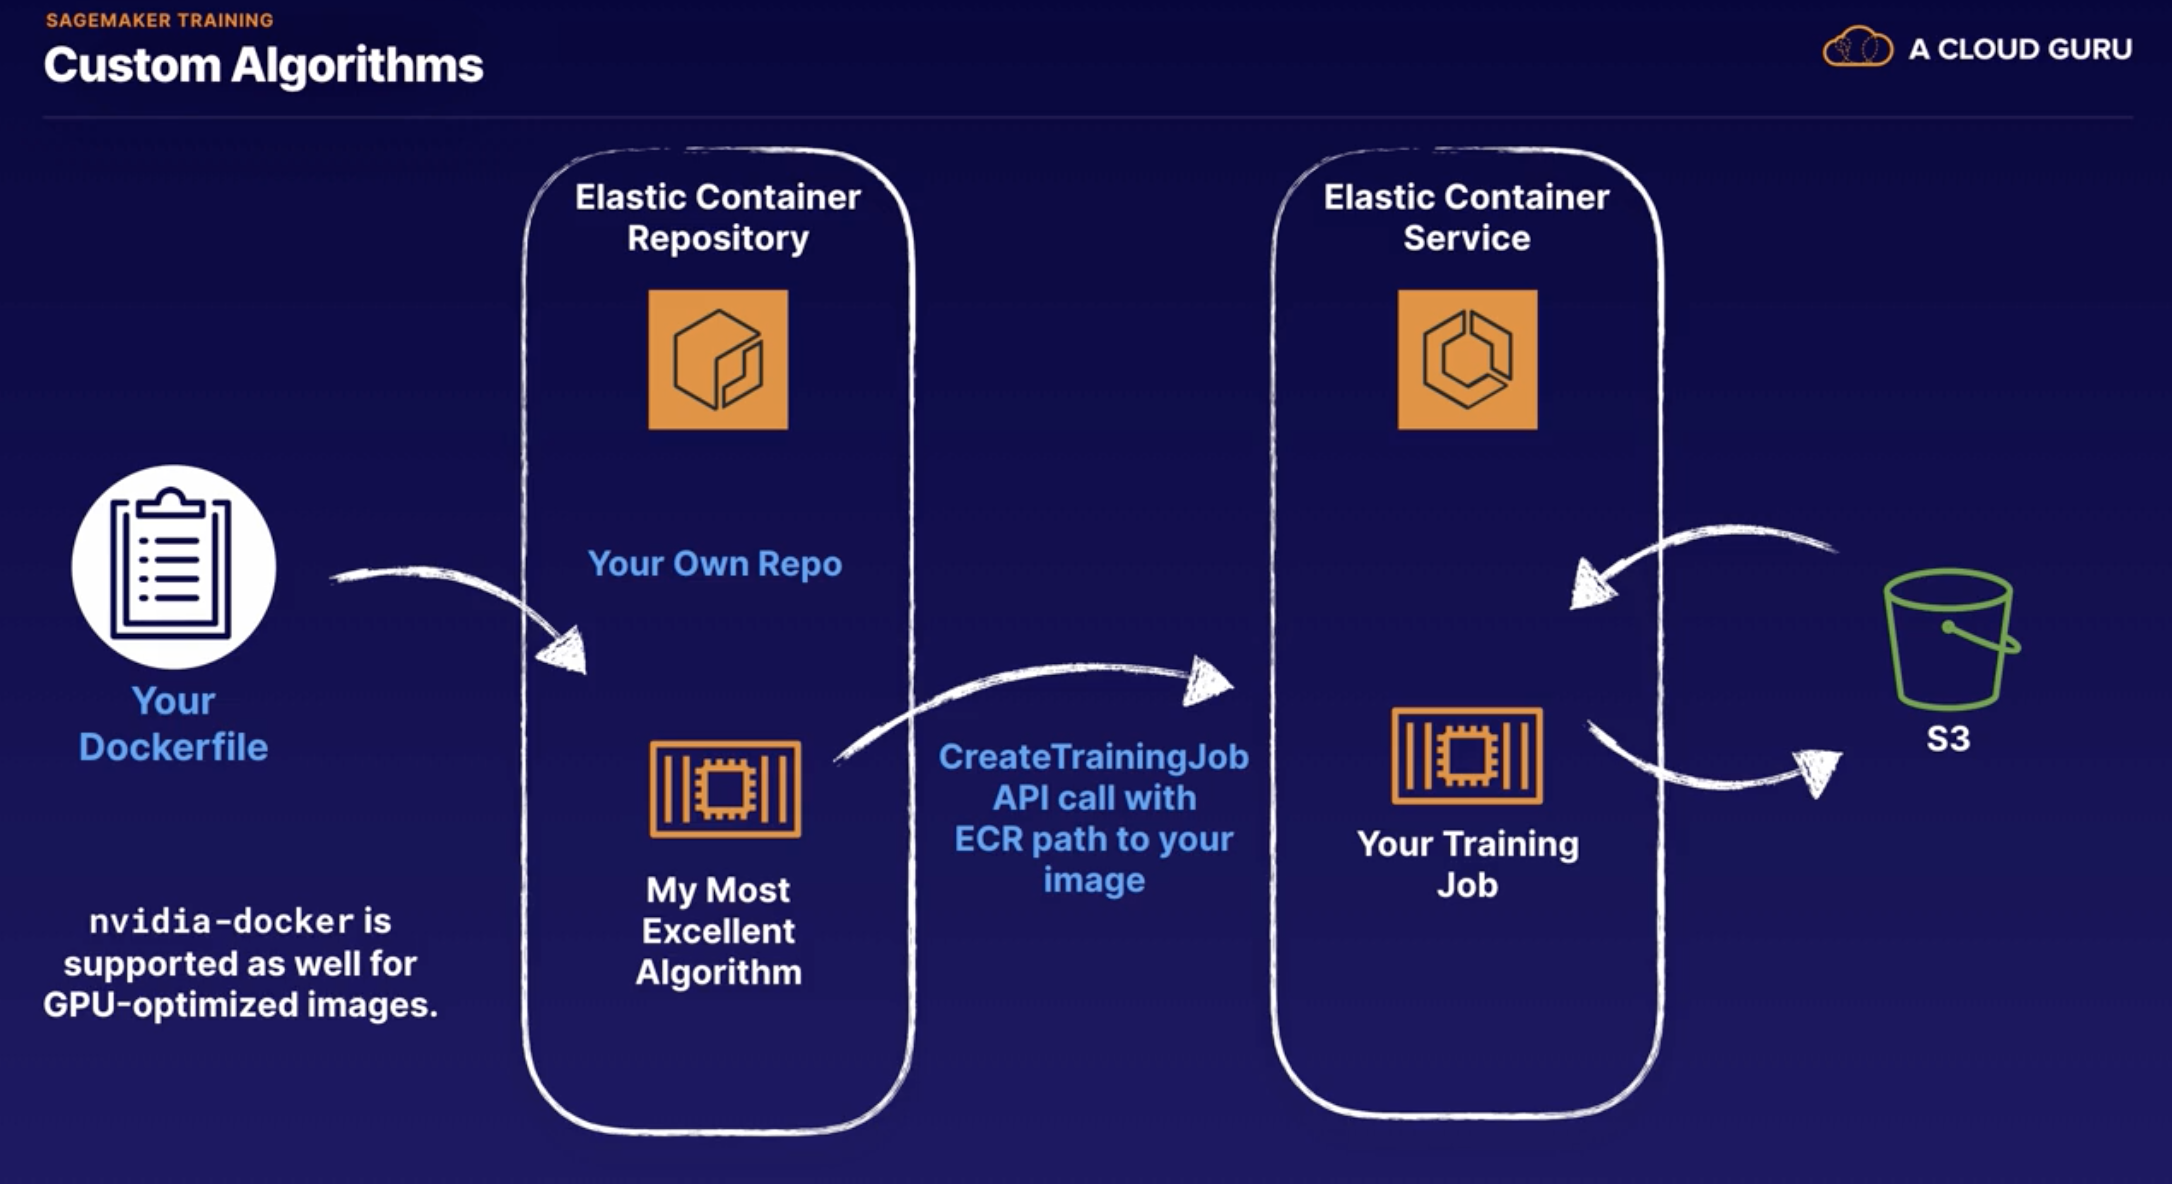 SAGEMAKER TRAINING
Custom Algorithms
A CLOUD GURU
Elastic Container
Repository
Your Own Repo
My Most
Excellent
Algorithm
Your
Dockerfile
nvidia-docker is
supported as well for
GPU-optimized images.
CreateTrainingJob
API call with
ECR path to your
image
Elastic Container
Service
Your Training
Job
S3